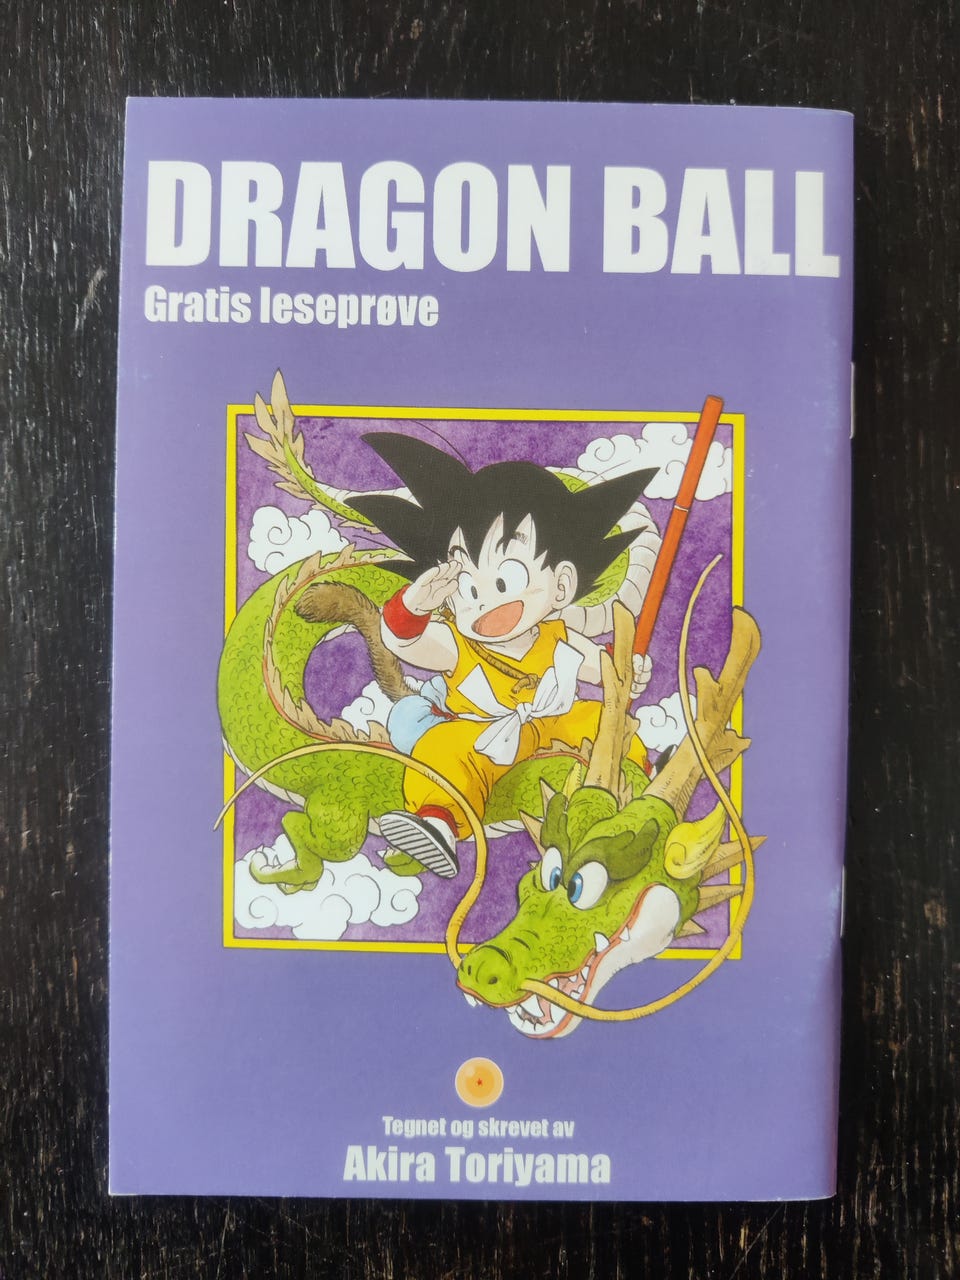 DRAGON BALL
Gratis leseprøve
Tegnet og skrevet av
Akira Toriyama